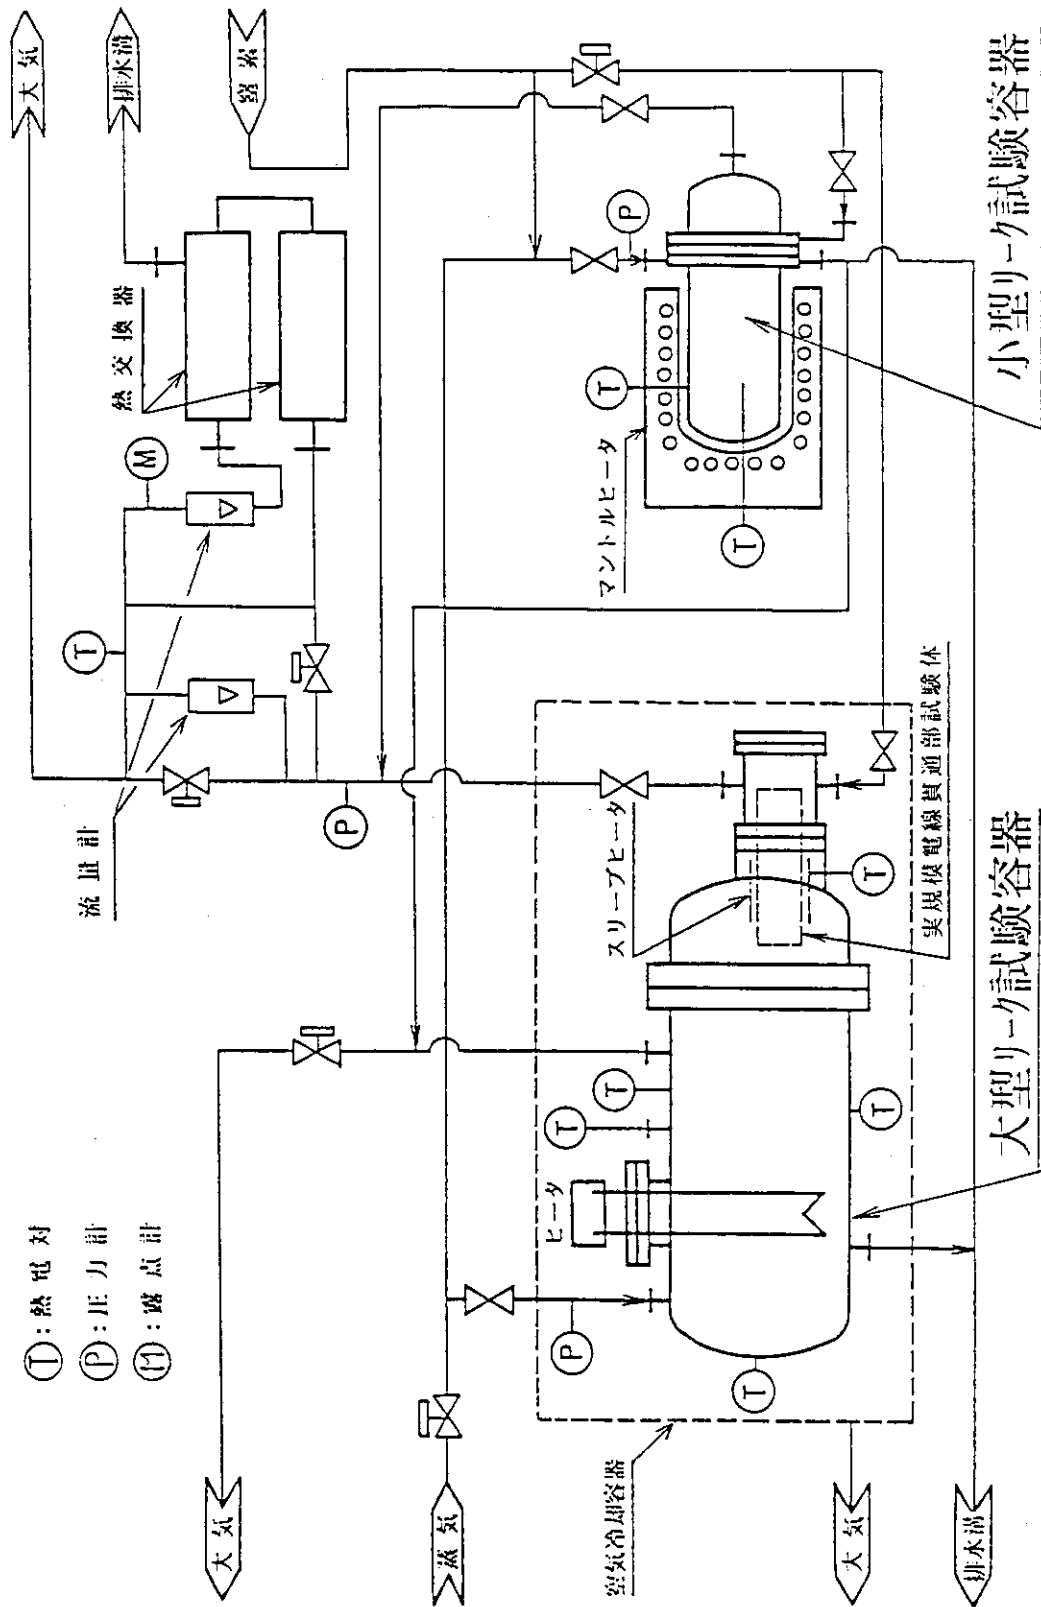 Ⓣ:熱電対
Ⓟ:圧力計
Ⓜ:露点計
大気
排水溝
窒素
熱交換器
流量計
M
T
P
大気
蒸気
ヒータ
T
T
P
T
T
スリーブヒータ
実規模電線貫通部試験体
T
空気冷却容器
大気
排水溝
大型リーク試験容器
マントルヒータ
T
T
P
小型リーク試験容器